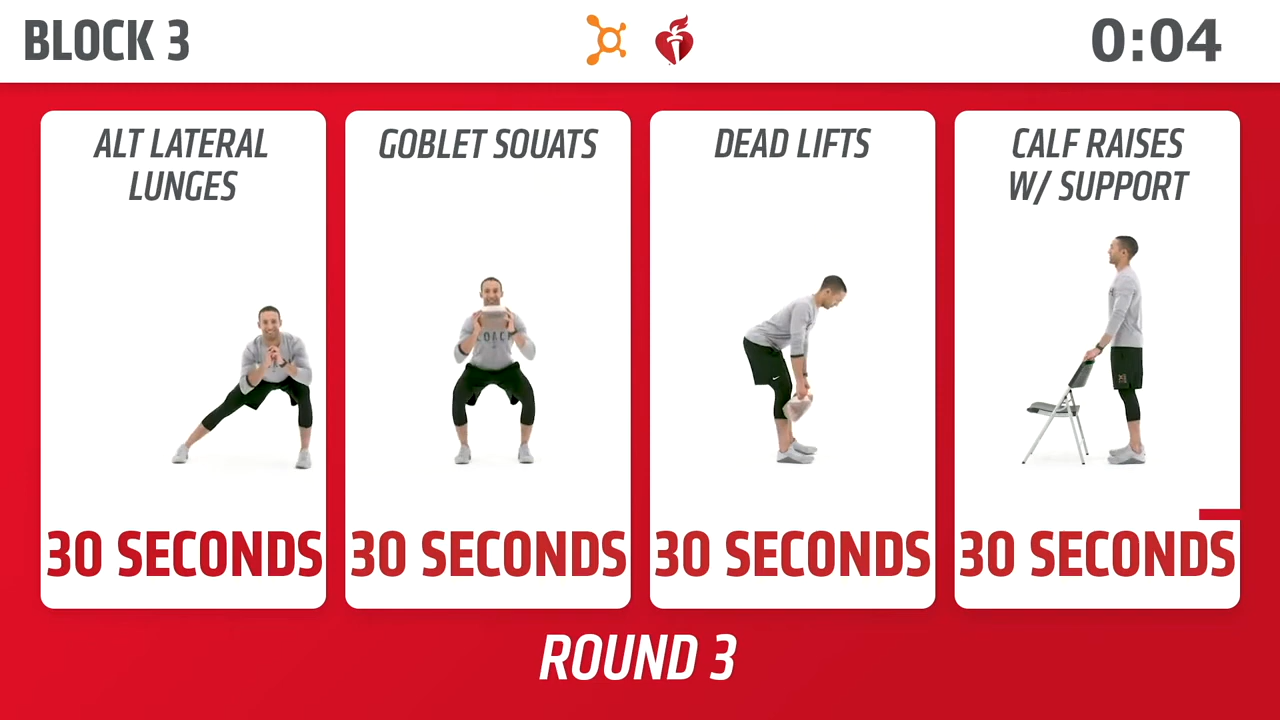 BLOCK 3
0:04
ALT LATERAL
LUNGES
GOBLET SQUATS
DEAD LIFTS
CALF RAISES
W/ SUPPORT
COACH
30 SECONDS
30 SECONDS
30 SECONDS
30 SECONDS
ROUND 3